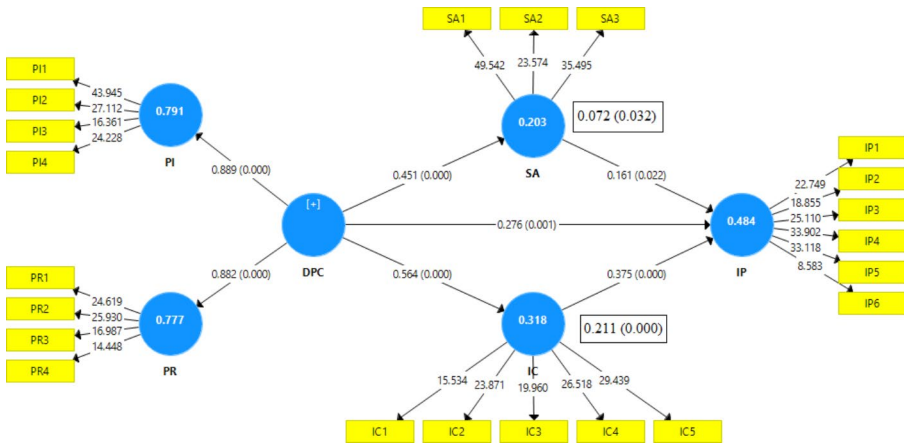 SA1
SA2
SA3
49.542
23.574
35.495
PI1
PI2
PI3
PI4
43.945
27.112
16.361
24.228
0.791
PI
0.203
SA
0.072 (0.032)
0.889 (0.000)
0.451 (0.000)
0.161 (0.022)
[+]
DPC
0.276 (0.001)
0.484
IP
22.749
18.855
25.110
33.902
33.118
8.583
IP1
IP2
IP3
IP4
IP5
IP6
0.882 (0.000)
0.564 (0.000)
0.375 (0.000)
PR1
PR2
PR3
PR4
24.619
25.930
16.987
14.448
0.777
PR
0.318
IC
0.211 (0.000)
15.534
23.871
19.960
26.518
29.439
IC1
IC2
IC3
IC4
IC5